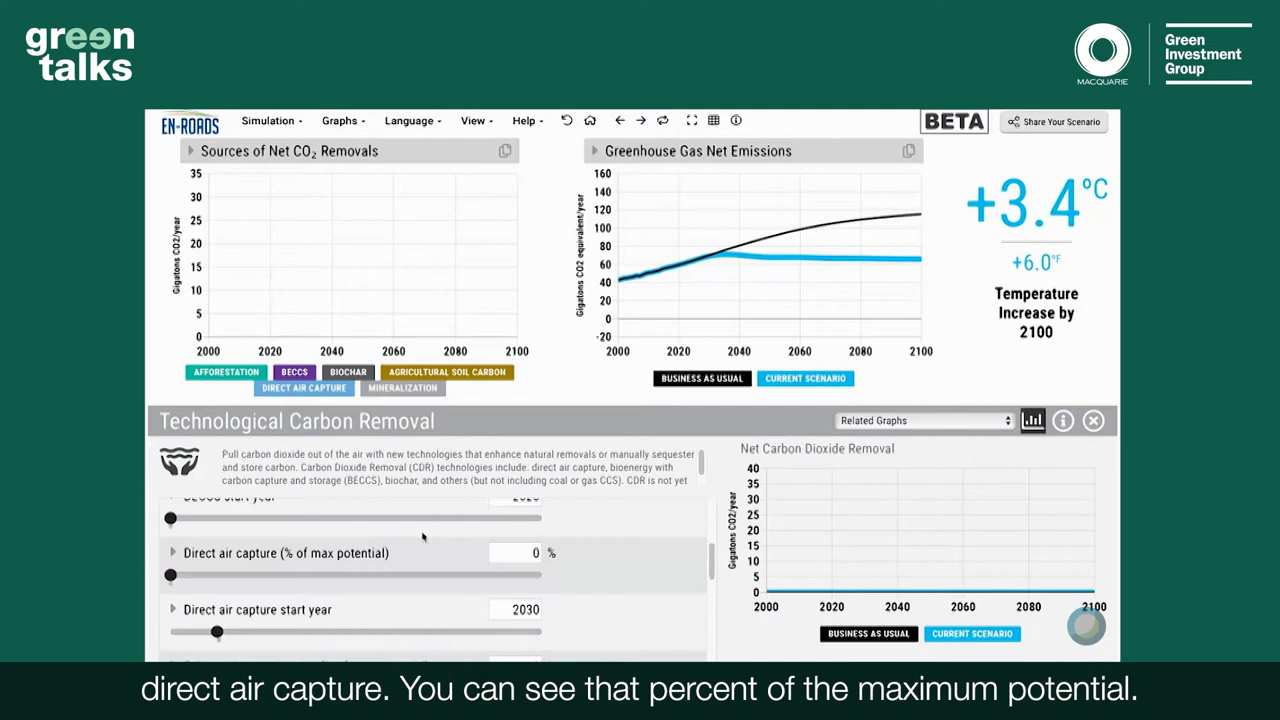 green
talks
MACQUARIE
Green
Investment
Group
EN-ROADS
Simulation
Graphs
Language
View
Help
BETA
Share Your Scenario
Sources of Net CO2 Removals
Gigatons CO2/year
35
30
25
20
15
10
5
0
2000 2020 2040 2060 2080 2100
AFFORESTATION
BECCS
BIOCHAR
AGRICULTURAL SOIL CARBON
DIRECT AIR CAPTURE
MINERALIZATION
Greenhouse Gas Net Emissions
Gigatons CO2 equivalent/year
160
140
120
100
80
60
40
20
0
-20
2000 2020 2040 2060 2080 2100
BUSINESS AS USUAL
CURRENT SCENARIO
+3.4°C
+6.0°F
Temperature
Increase by
2100
Technological Carbon Removal
Related Graphs
Pull carbon dioxide out of the air with new technologies that enhance natural removals or manually sequester
and store carbon. Carbon Dioxide Removal (CDR) technologies include: direct air capture, bioenergy with
carbon capture and storage (BECCS), biochar, and others (but not including coal or gas CCS). CDR is not yet
BECCS start year
Direct air capture (% of max potential) 0 %
Direct air capture start year 2030
Net Carbon Dioxide Removal
Gigatons CO2/year
40
35
30
25
20
15
10
5
0
2000 2020 2040 2060 2080 2100
BUSINESS AS USUAL
CURRENT SCENARIO
direct air capture. You can see that percent of the maximum potential.